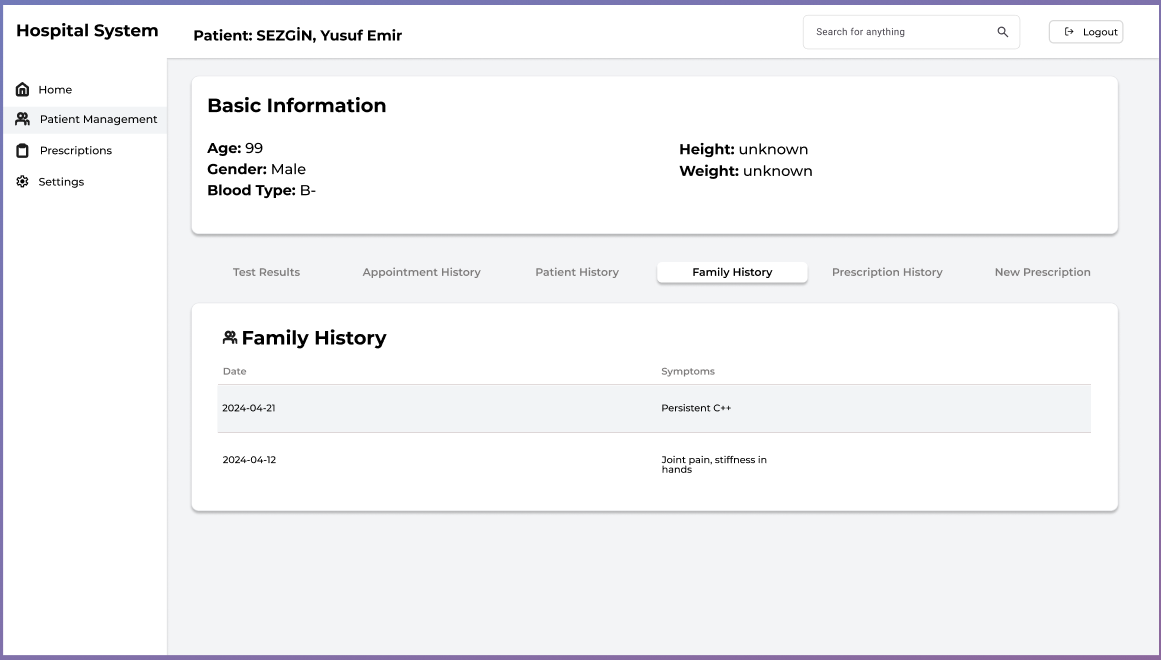 Hospital System
Patient: SEZGİN, Yusuf Emir
Search for anything
Logout
Home
Patient Management
Prescriptions
Settings
Basic Information
Age: 99
Gender: Male
Blood Type: B-
Height: unknown
Weight: unknown
Test Results
Appointment History
Patient History
Family History
Prescription History
New Prescription
Family History
Date
Symptoms
2024-04-21
Persistent C++
2024-04-12
Joint pain, stiffness in
hands